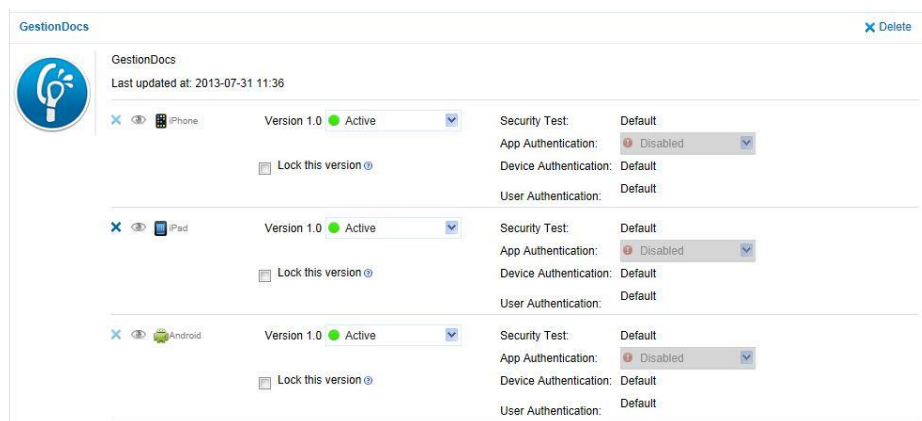 GestionDocs
Delete
GestionDocs
Last updated at: 2013-07-31 11:36
iPhone Version 1.0 Active Security Test: Default
App Authentication: Disabled
Lock this version Device Authentication: Default
User Authentication: Default
iPad Version 1.0 Active Security Test: Default
App Authentication: Disabled
Lock this version Device Authentication: Default
User Authentication: Default
Android Version 1.0 Active Security Test: Default
App Authentication: Disabled
Lock this version Device Authentication: Default
User Authentication: Default